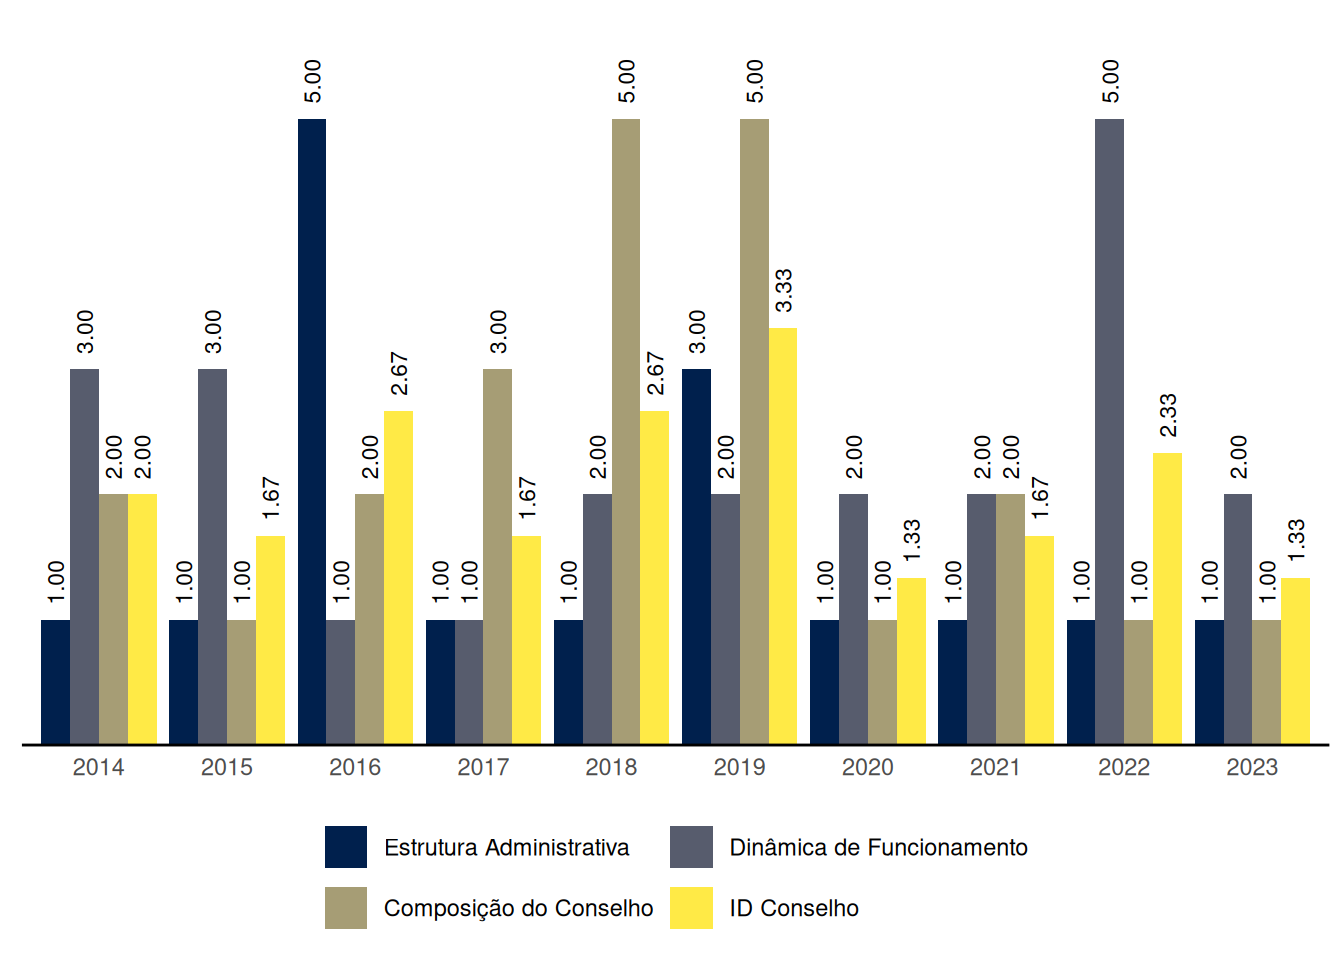 5.00 5.00 5.00 5.00
3.33
3.00 3.00 3.00 3.00
2.67 2.67
2.33
2.00 2.00 2.00 2.00 2.00 2.00 2.00 2.00 2.00
1.67 1.67 1.67
1.33 1.33
1.00 1.00 1.00 1.00 1.00 1.00 1.00 1.00 1.00 1.00 1.00 1.00 1.00
2014 2015 2016 2017 2018 2019 2020 2021 2022 2023
Estrutura Administrativa Dinâmica de Funcionamento
Composição do Conselho ID Conselho